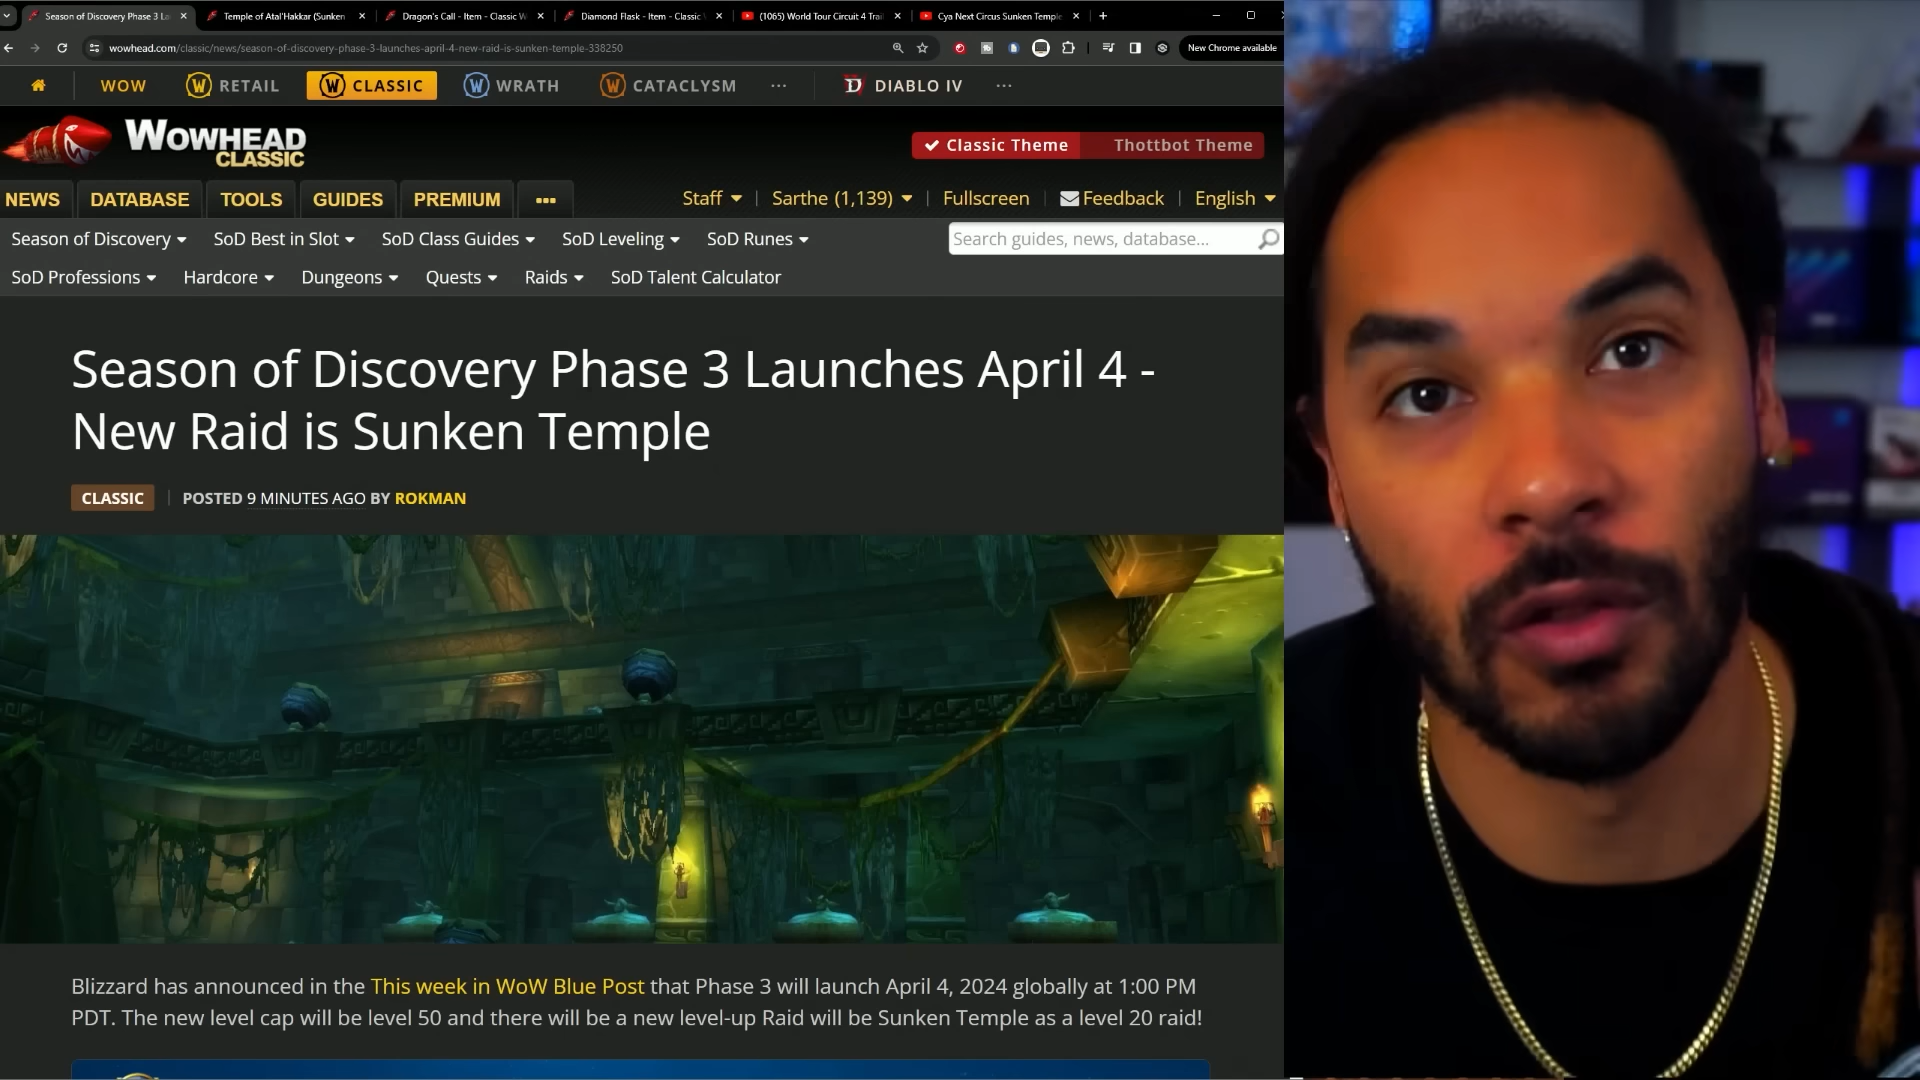 Season of Discovery Phase 3 La
Temple of Atal'Hakkar (Sunken
Dragon's Call - Item - Classic W
Diamond Flask - Item - Classic
(1065) World Tour Circuit 4 Trail
Cya Next Circus Sunken Temple
wowhead.com/classic/news/season-of-discovery-phase-3-launches-april-4-new-raid-is-sunken-temple-338250
New Chrome available
WOW RETAIL CLASSIC WRATH CATACLYSM ... DIABLO IV ...
WOWHEAD
CLASSIC
Classic Theme Thottbot Theme
NEWS DATABASE TOOLS GUIDES PREMIUM ...
Staff | Sarthe (1,139) | Fullscreen | Feedback | English
Season of Discovery SoD Best in Slot SoD Class Guides SoD Leveling SoD Runes
Search guides, news, database...
SoD Professions Hardcore Dungeons Quests Raids SoD Talent Calculator
Season of Discovery Phase 3 Launches April 4 -
New Raid is Sunken Temple
CLASSIC | POSTED 9 MINUTES AGO BY ROKMAN
Blizzard has announced in the This week in WoW Blue Post that Phase 3 will launch April 4, 2024 globally at 1:00 PM
PDT. The new level cap will be level 50 and there will be a new level-up Raid will be Sunken Temple as a level 20 raid!